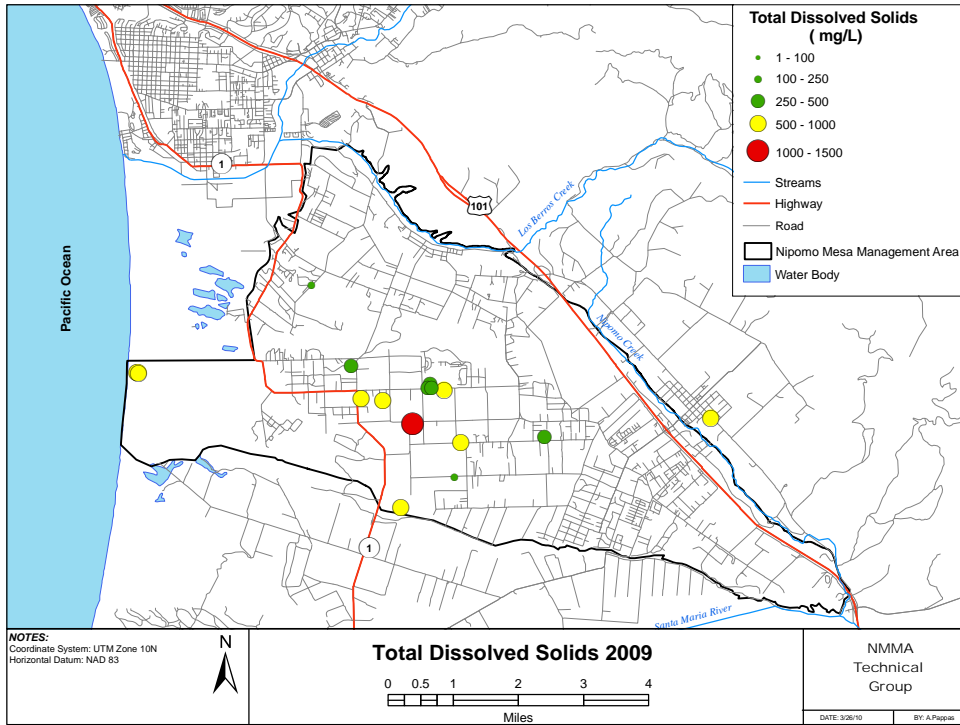 Total Dissolved Solids
( mg/L)
1 - 100
100 - 250
250 - 500
500 - 1000
1000 - 1500
Streams
Highway
Road
Nipomo Mesa Management Area
Water Body
1
101
Los Berros Creek
Pacific Ocean
Nipomo Creek
1
Santa Maria River
NOTES:
Coordinate System: UTM Zone 10N
Horizontal Datum: NAD 83
N
Total Dissolved Solids 2009
0 0.5 1 2 3 4
Miles
NMMA
Technical
Group
DATE: 3/26/10 BY: A.Pappas